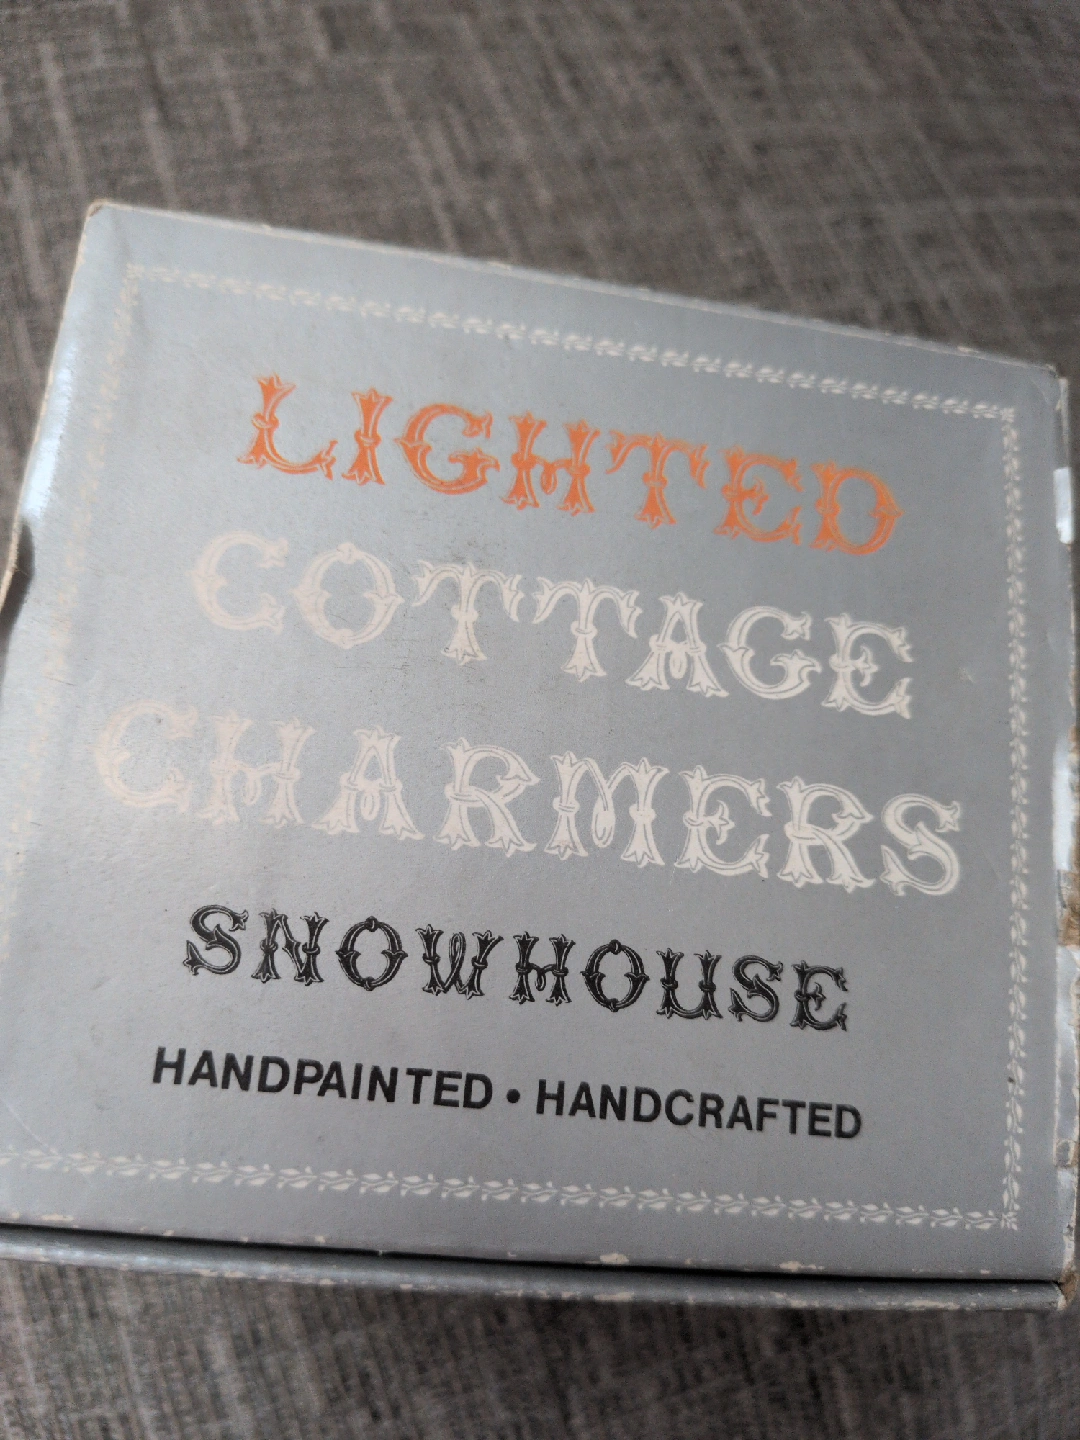 LIGHTED
COTTAGE
CHARMERS
SNOWHOUSE
HANDPAINTED • HANDCRAFTED